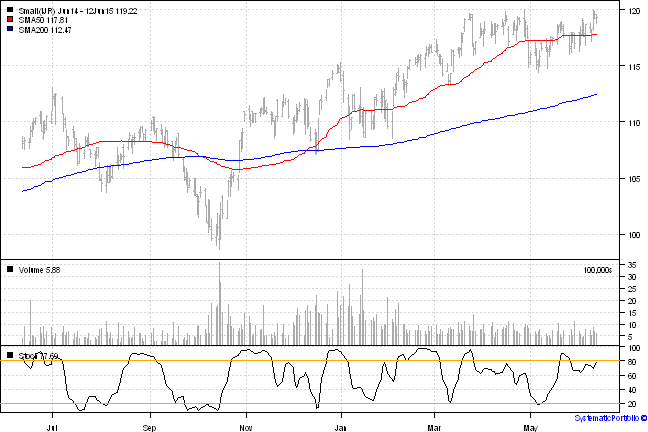 Small(IJR) Jun14 - 12Jun15 119.22
SMA50 117.81
SMA200 112.47
120
115
110
105
100
Volume 5.88
100,000s
35
30
25
20
15
10
5
Stoch 77.69
100
80
60
40
20
Jul
Sep
Nov
Jan
Mar
May
SystematicPortfolio ©